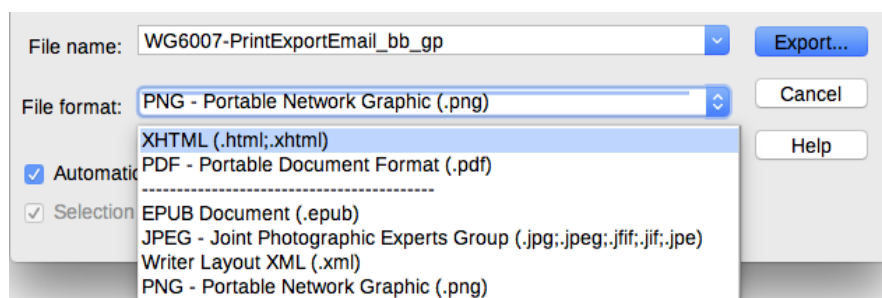 File name: WG6007-PrintExportEmail_bb_gp Export...
File format: PNG - Portable Network Graphic (.png) Cancel
XHTML (.html;.xhtml) Help
Automatic PDF - Portable Document Format (.pdf)
------------------------------------------
Selection EPUB Document (.epub)
JPEG - Joint Photographic Experts Group (.jpg;.jpeg;.jfif;.jif;.jpe)
Writer Layout XML (.xml)
PNG - Portable Network Graphic (.png)